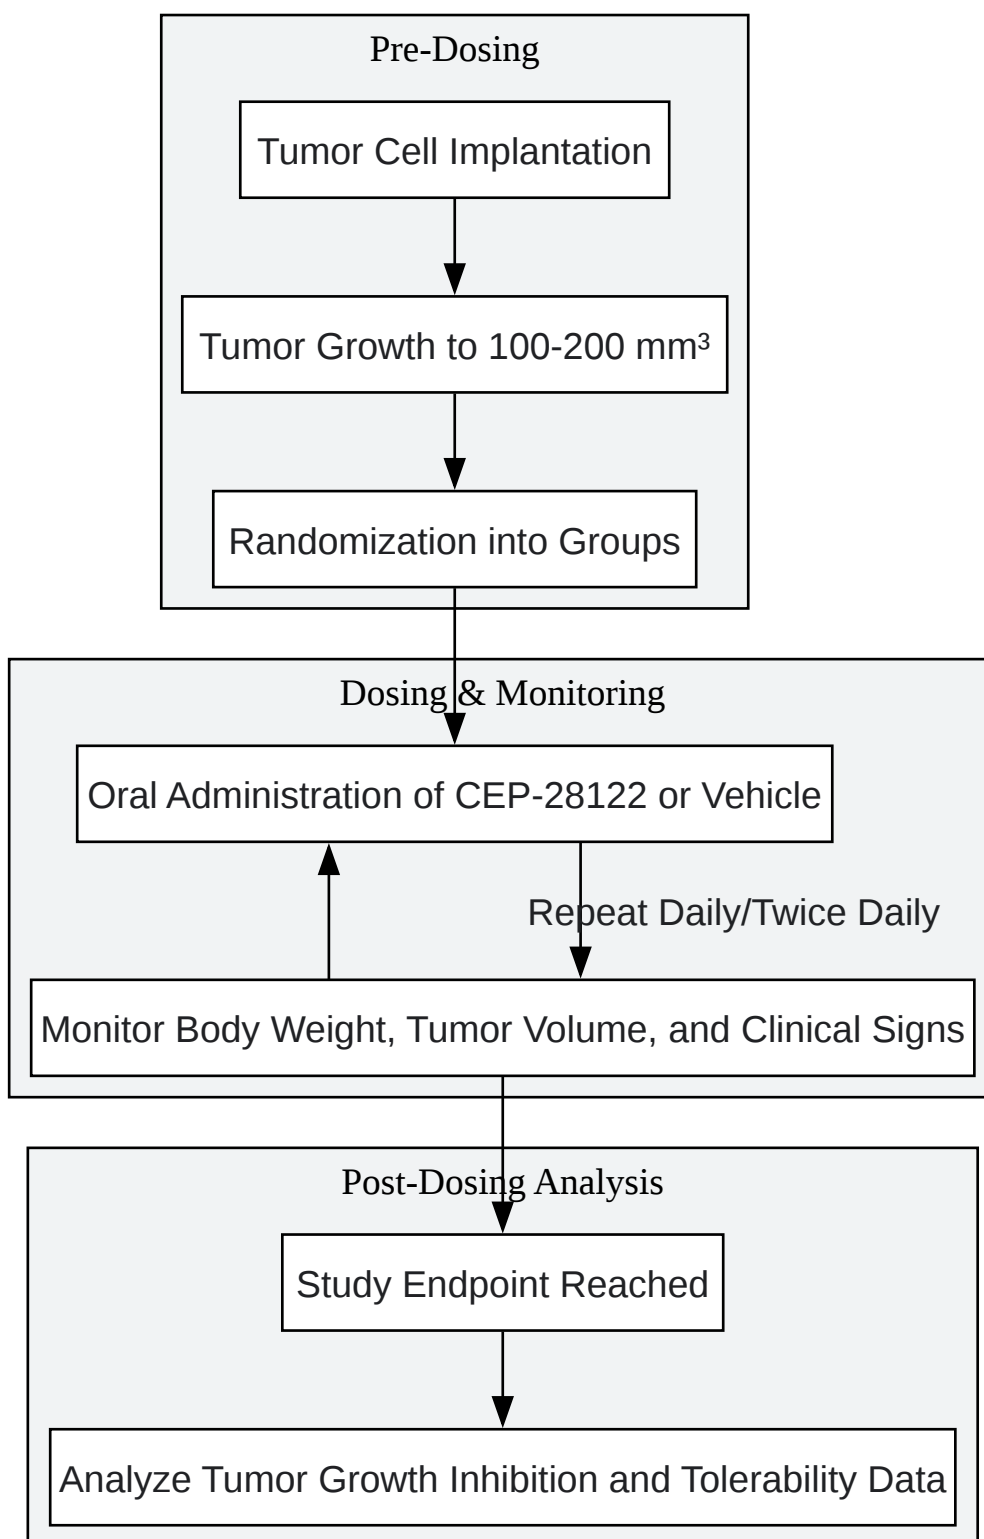 Pre-Dosing
Tumor Cell Implantation
Tumor Growth to 100-200 mm³
Randomization into Groups
Dosing & Monitoring
Oral Administration of CEP-28122 or Vehicle
Repeat Daily/Twice Daily
Monitor Body Weight, Tumor Volume, and Clinical Signs
Post-Dosing Analysis
Study Endpoint Reached
Analyze Tumor Growth Inhibition and Tolerability Data